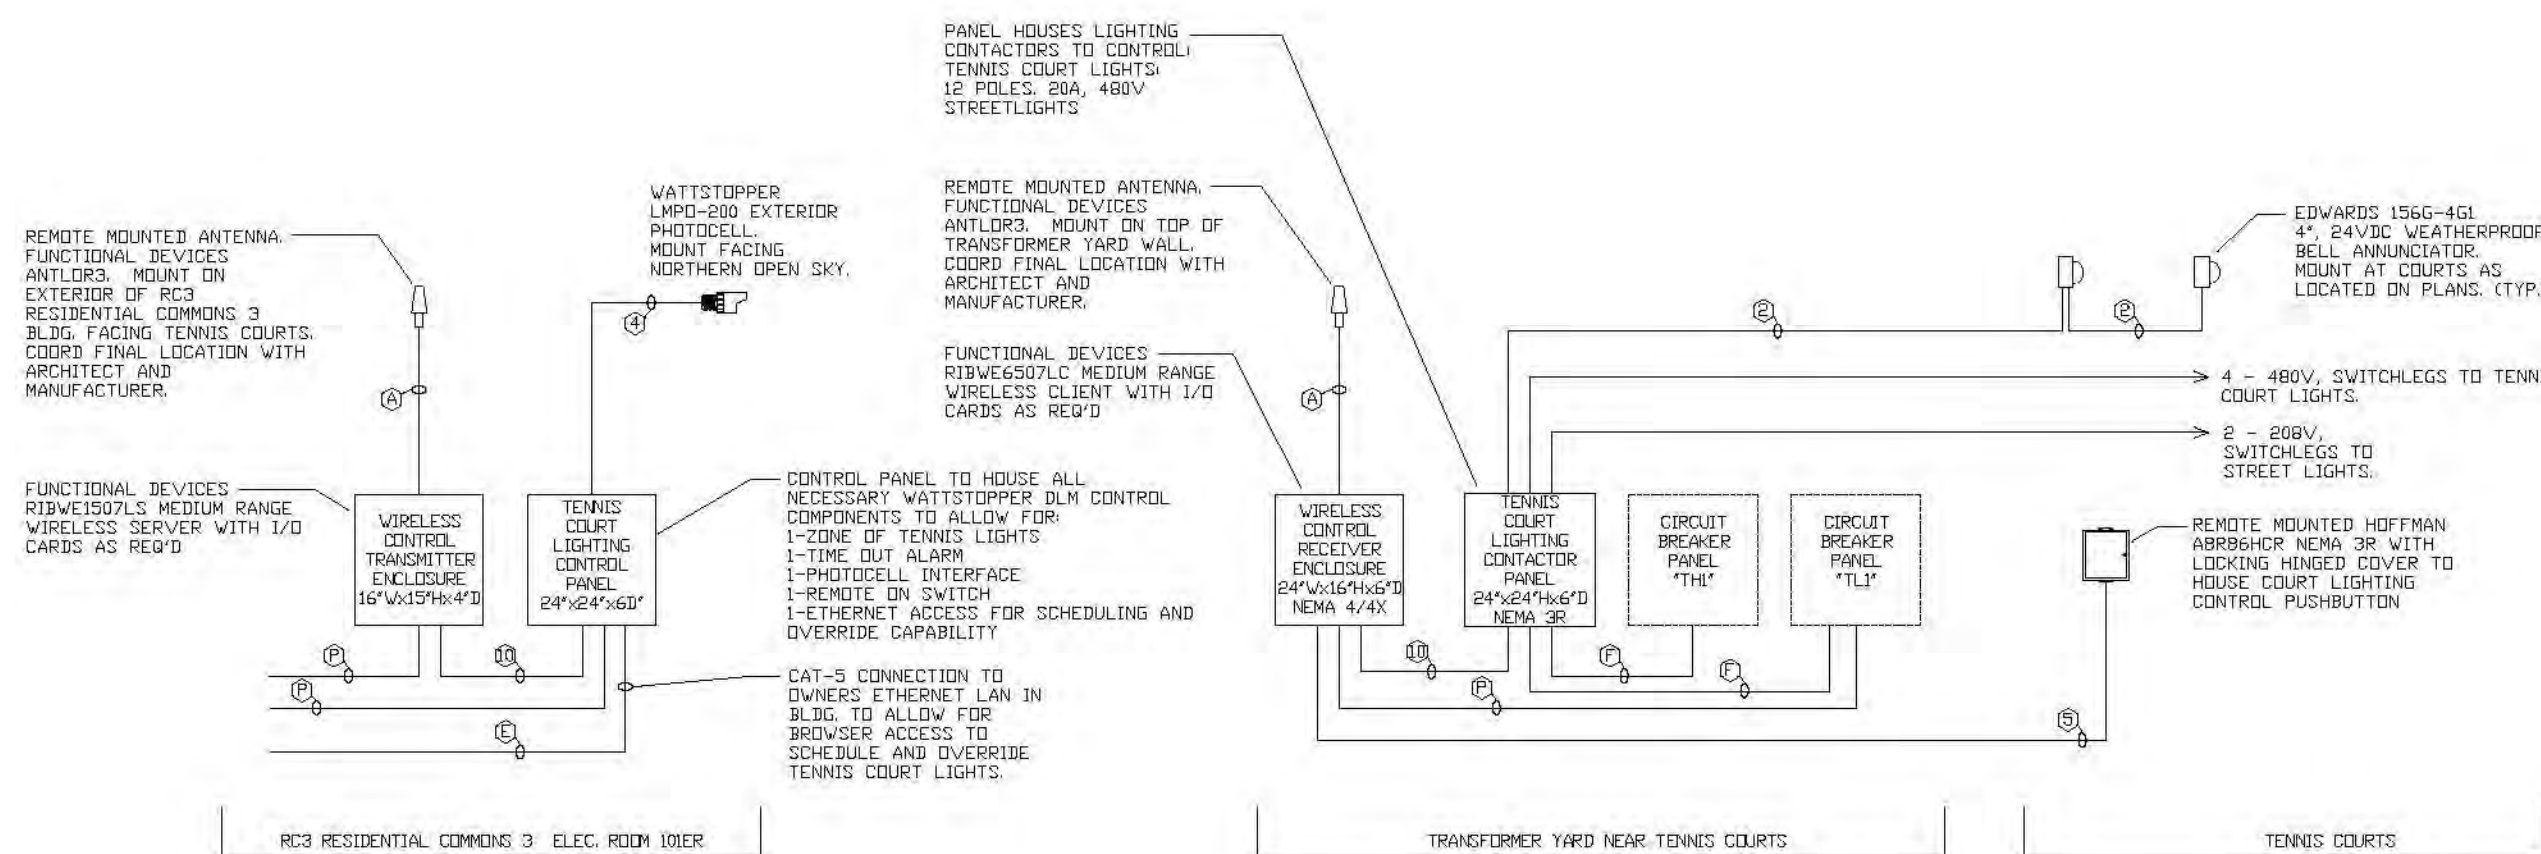 PANEL HOUSES LIGHTING
CONTACTORS TO CONTROL:
TENNIS COURT LIGHTS:
12 POLES. 20A, 480V
STREETLIGHTS
REMOTE MOUNTED ANTENNA.
FUNCTIONAL DEVICES
ANTLOR3. MOUNT ON
EXTERIOR OF RC3
RESIDENTIAL COMMONS 3
BLDG. FACING TENNIS COURTS.
COORD FINAL LOCATION WITH
ARCHITECT AND
MANUFACTURER.
WATTSTOPPER
LMPO-200 EXTERIOR
PHOTOCELL.
MOUNT FACING
NORTHERN OPEN SKY.
REMOTE MOUNTED ANTENNA.
FUNCTIONAL DEVICES
ANTLOR3. MOUNT ON TOP OF
TRANSFORMER YARD WALL.
COORD FINAL LOCATION WITH
ARCHITECT AND
MANUFACTURER.
EDWARDS 156G-4G1
4", 24VDC WEATHERPROOF
BELL ANNUNCIATOR.
MOUNT AT COURTS AS
LOCATED ON PLANS. (TYP.
4
2
2
A
A
FUNCTIONAL DEVICES
RIBWE6507LC MEDIUM RANGE
WIRELESS CLIENT WITH I/O
CARDS AS REQ'D
4 - 480V, SWITCHLEGS TO TENN
COURT LIGHTS.
2 - 208V,
SWITCHLEGS TO
STREET LIGHTS.
FUNCTIONAL DEVICES
RIBWE1507LS MEDIUM RANGE
WIRELESS SERVER WITH I/O
CARDS AS REQ'D
WIRELESS
CONTROL
TRANSMITTER
ENCLOSURE
16"Wx15"Hx4"D
TENNIS
COURT
LIGHTING
CONTROL
PANEL
24"x24"x6D"
CONTROL PANEL TO HOUSE ALL
NECESSARY WATTSTOPPER DLM CONTROL
COMPONENTS TO ALLOW FOR:
1-ZONE OF TENNIS LIGHTS
1-TIME OUT ALARM
1-PHOTOCELL INTERFACE
1-REMOTE ON SWITCH
1-ETHERNET ACCESS FOR SCHEDULING AND
OVERRIDE CAPABILITY
WIRELESS
CONTROL
RECEIVER
ENCLOSURE
24"Wx16"Hx6"D
NEMA 4/4X
TENNIS
COURT
LIGHTING
CONTACTOR
PANEL
24"x24"Hx6"D
NEMA 3R
CIRCUIT
BREAKER
PANEL
"TH1"
CIRCUIT
BREAKER
PANEL
"TL1"
REMOTE MOUNTED HOFFMAN
A8R86HCR NEMA 3R WITH
LOCKING HINGED COVER TO
HOUSE COURT LIGHTING
CONTROL PUSHBUTTON
P
10
P
E
CAT-5 CONNECTION TO
OWNERS ETHERNET LAN IN
BLDG. TO ALLOW FOR
BROWSER ACCESS TO
SCHEDULE AND OVERRIDE
TENNIS COURT LIGHTS.
10
F
F
P
5
RC3 RESIDENTIAL COMMONS 3 ELEC. ROOM 101ER
TRANSFORMER YARD NEAR TENNIS COURTS
TENNIS COURTS